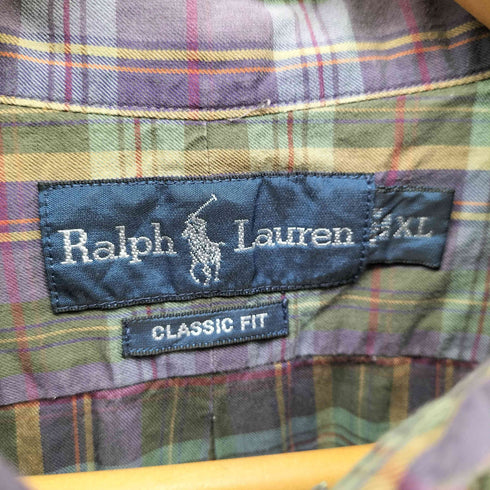 Ralph Lauren
XL
CLASSIC FIT